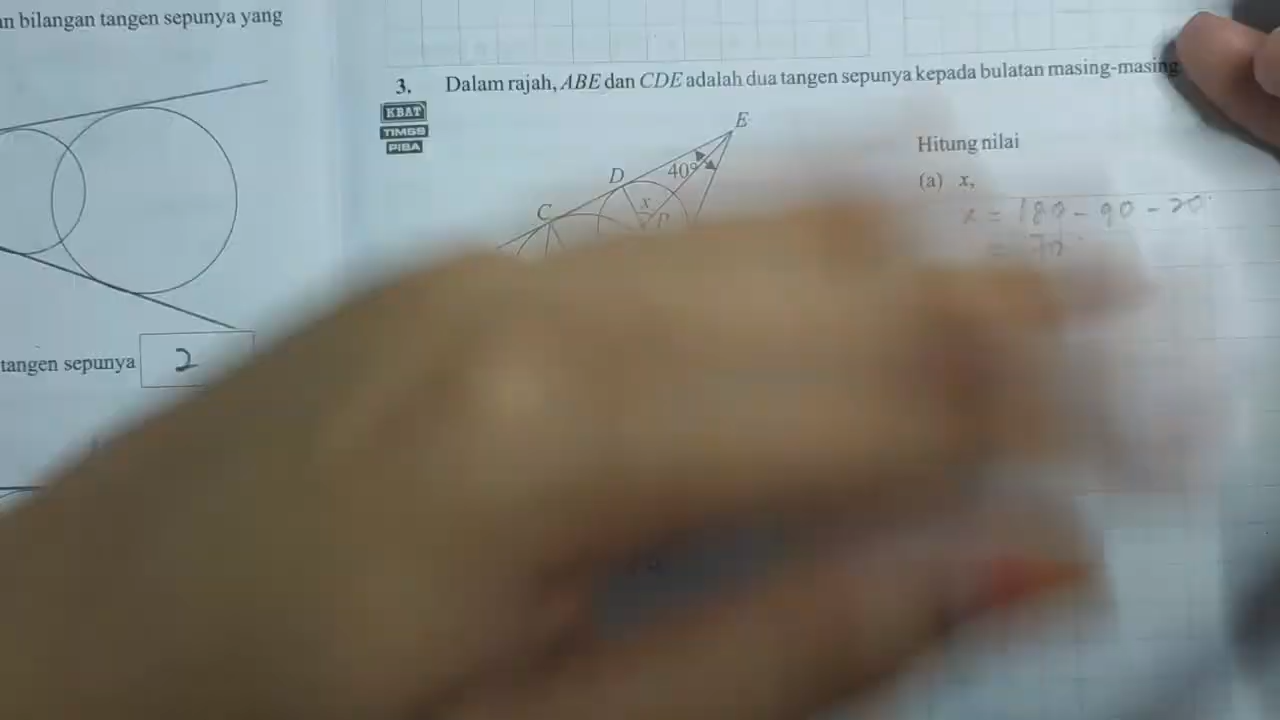 an bilangan tangen sepunya yang
tangen sepunya 2
3. Dalam rajah, ABE dan CDE adalah dua tangen sepunya kepada bulatan masing-masing
KBAT
TIMSS
PISA
E
D
40°
x
C
Hitung nilai
(a) x,
x = 180 - 90 - 20
= 70